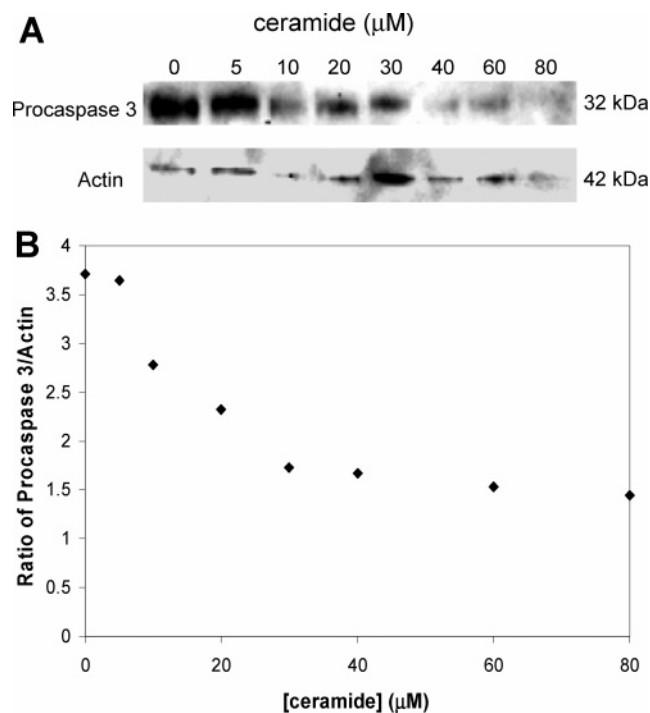 A
ceramide (μM)
0 5 10 20 30 40 60 80
Procaspase 3
32 kDa
Actin
42 kDa
B
4
3.5
3
2.5
2
1.5
1
0.5
0
Ratio of Procaspase 3/Actin
0 20 40 60 80
[ceramide] (μM)